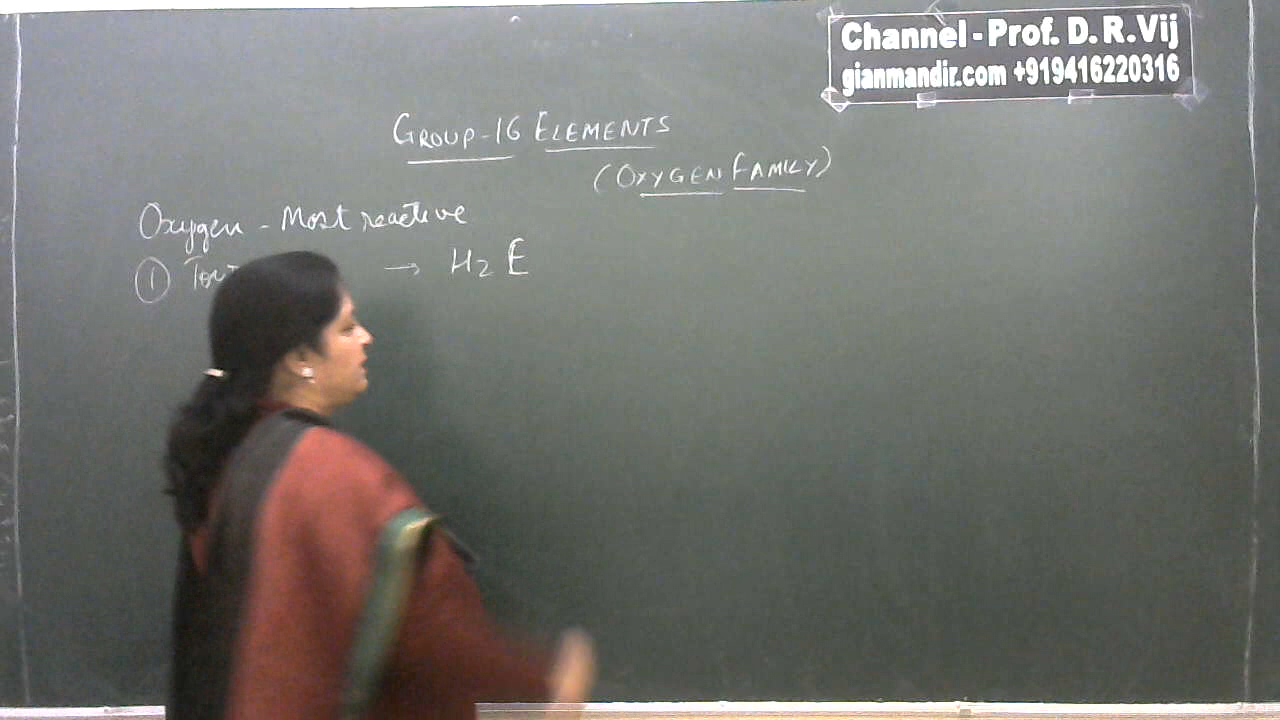 Channel - Prof. D. R. Vij
gianmandir.com +919416220316
GROUP-16 ELEMENTS
(OXYGEN FAMILY)
Oxygen - Most reactive
① → H2 E